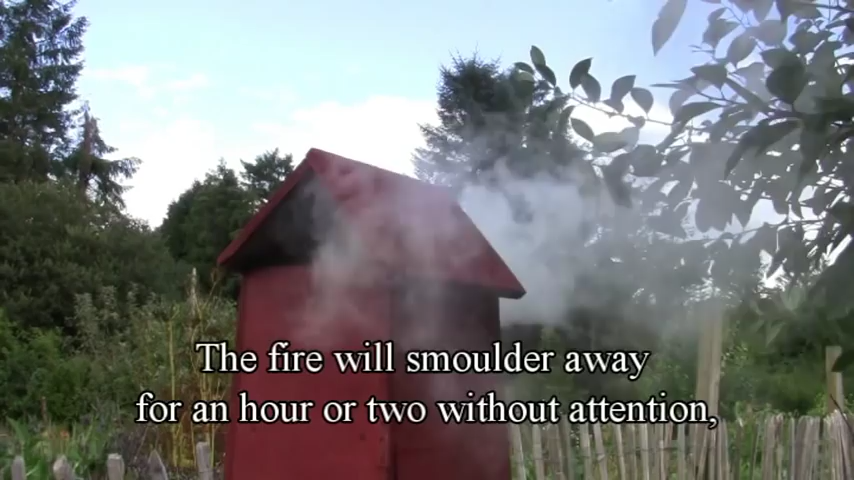 The fire will smoulder away
for an hour or two without attention,